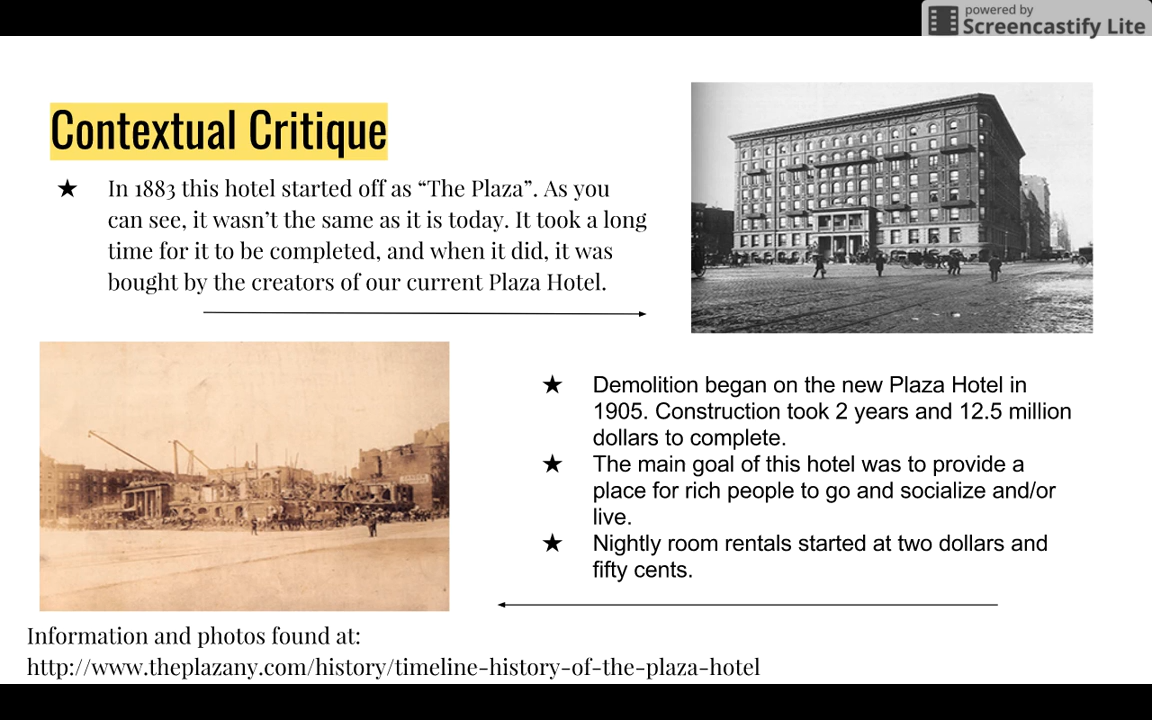 powered by
Screencastify Lite
Contextual Critique
★ In 1883 this hotel started off as “The Plaza”. As you
can see, it wasn’t the same as it is today. It took a long
time for it to be completed, and when it did, it was
bought by the creators of our current Plaza Hotel.
★ Demolition began on the new Plaza Hotel in
1905. Construction took 2 years and 12.5 million
dollars to complete.
★ The main goal of this hotel was to provide a
place for rich people to go and socialize and/or
live.
★ Nightly room rentals started at two dollars and
fifty cents.
Information and photos found at:
http://www.theplazany.com/history/timeline-history-of-the-plaza-hotel